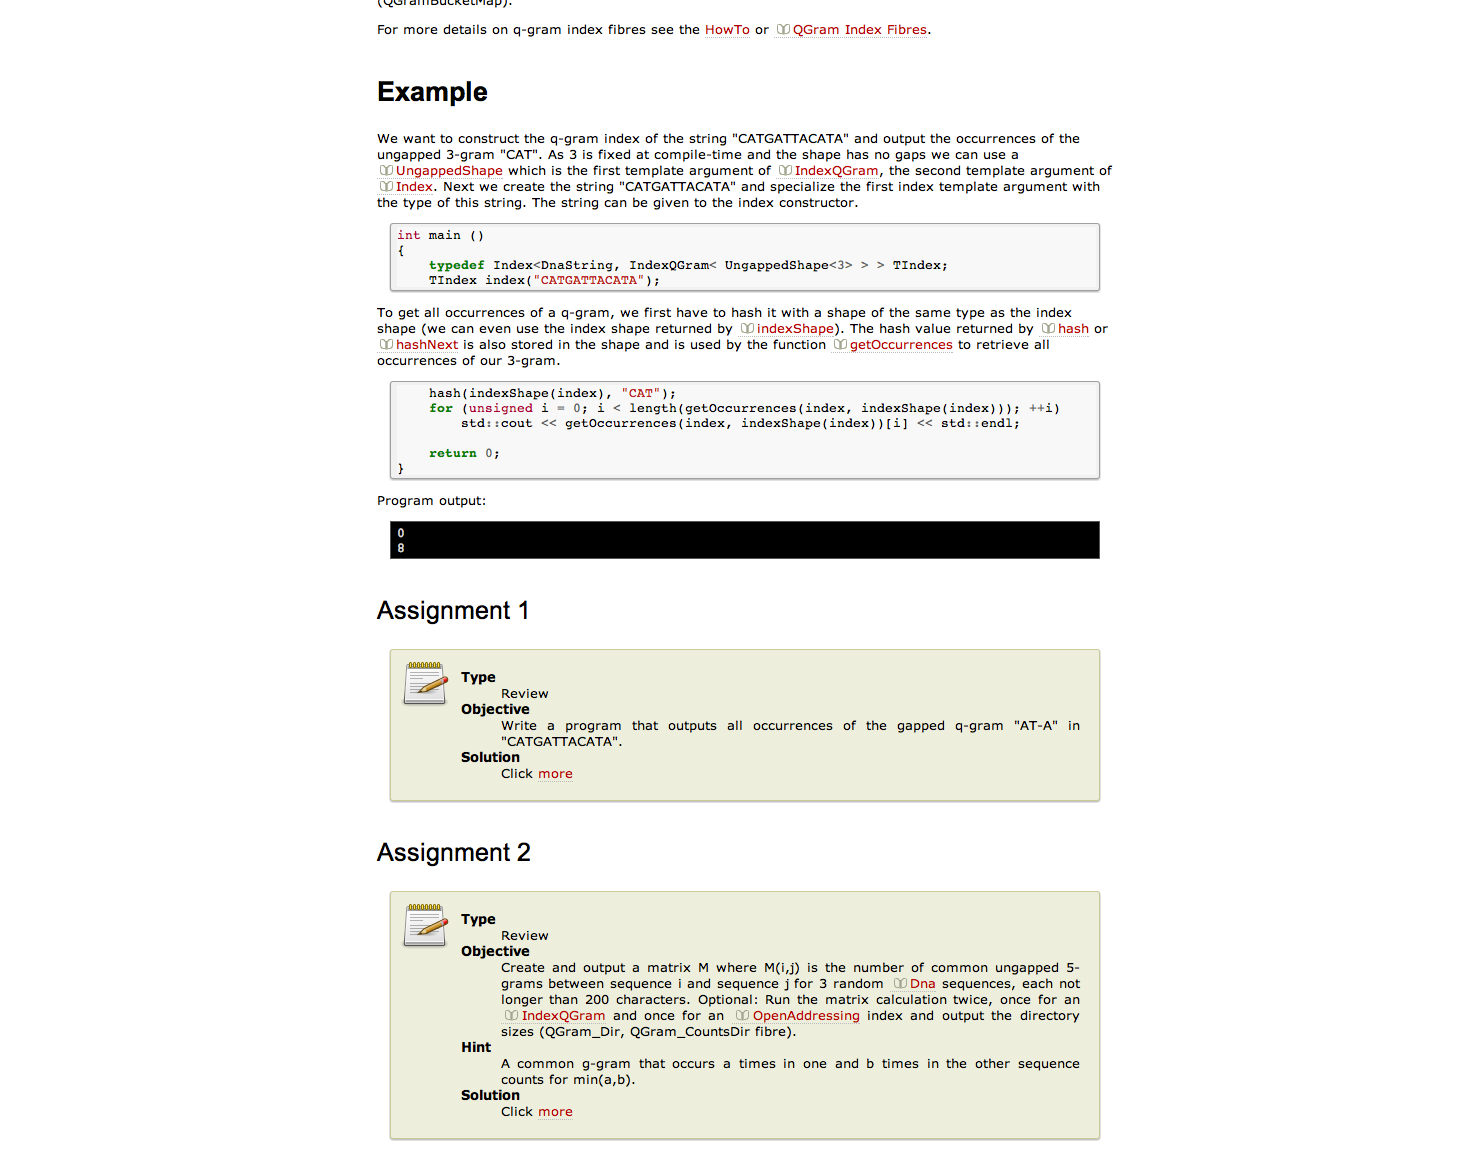 (QGramBucketMap).
For more details on q-gram index fibres see the HowTo or QGram Index Fibres.
Example
We want to construct the q-gram index of the string "CATGATTACATA" and output the occurrences of the
ungapped 3-gram "CAT". As 3 is fixed at compile-time and the shape has no gaps we can use a
UngappedShape which is the first template argument of IndexQGram, the second template argument of
Index. Next we create the string "CATGATTACATA" and specialize the first index template argument with
the type of this string. The string can be given to the index constructor.
int main ()
{
    typedef Index<DnaString, IndexQGram< UngappedShape<3> > > TIndex;
    TIndex index("CATGATTACATA");
To get all occurrences of a q-gram, we first have to hash it with a shape of the same type as the index
shape (we can even use the index shape returned by indexShape). The hash value returned by hash or
hashNext is also stored in the shape and is used by the function getOccurrences to retrieve all
occurrences of our 3-gram.
    hash(indexShape(index), "CAT");
    for (unsigned i = 0; i < length(getOccurrences(index, indexShape(index))); ++i)
        std::cout << getOccurrences(index, indexShape(index))[i] << std::endl;
    return 0;
}
Program output:
0
8
Assignment 1
Type
Review
Objective
Write a program that outputs all occurrences of the gapped q-gram "AT-A" in
"CATGATTACATA".
Solution
Click more
Assignment 2
Type
Review
Objective
Create and output a matrix M where M(i,j) is the number of common ungapped 5-
grams between sequence i and sequence j for 3 random Dna sequences, each not
longer than 200 characters. Optional: Run the matrix calculation twice, once for an
IndexQGram and once for an OpenAddressing index and output the directory
sizes (QGram_Dir, QGram_CountsDir fibre).
Hint
A common g-gram that occurs a times in one and b times in the other sequence
counts for min(a,b).
Solution
Click more